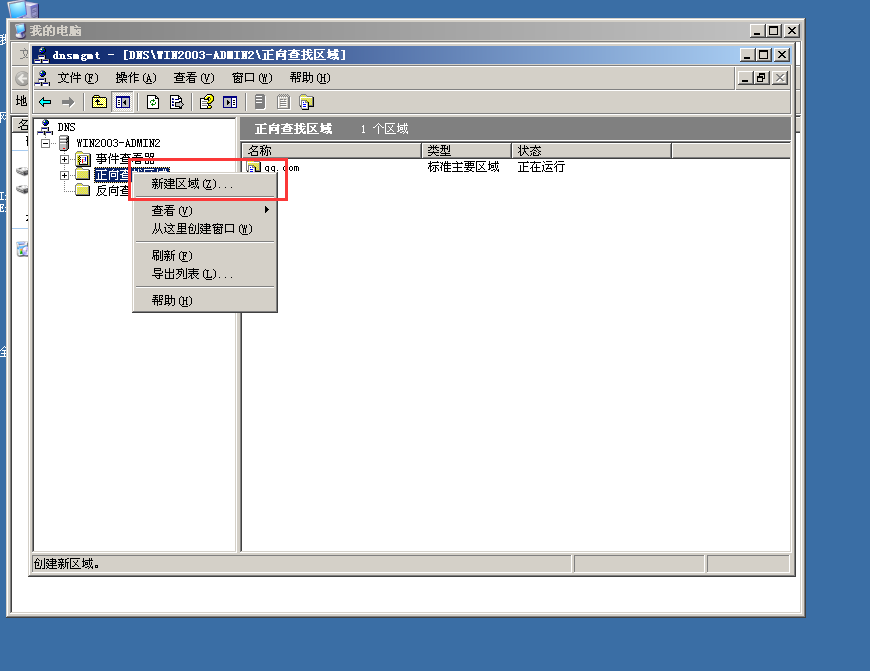 我的电脑
dnsmgmt - [DNS\WIN2003-ADMIN2\正向查找区域]
文件(F) 操作(A) 查看(V) 窗口(W) 帮助(H)
DNS
WIN2003-ADMIN2
事件查看器
正向查
反向查
正向查找区域 1 个区域
名称 类型 状态
qq.com 标准主要区域 正在运行
新建区域(Z)...
查看(V)
从这里创建窗口(W)
刷新(F)
导出列表(L)...
帮助(H)
创建新区域。